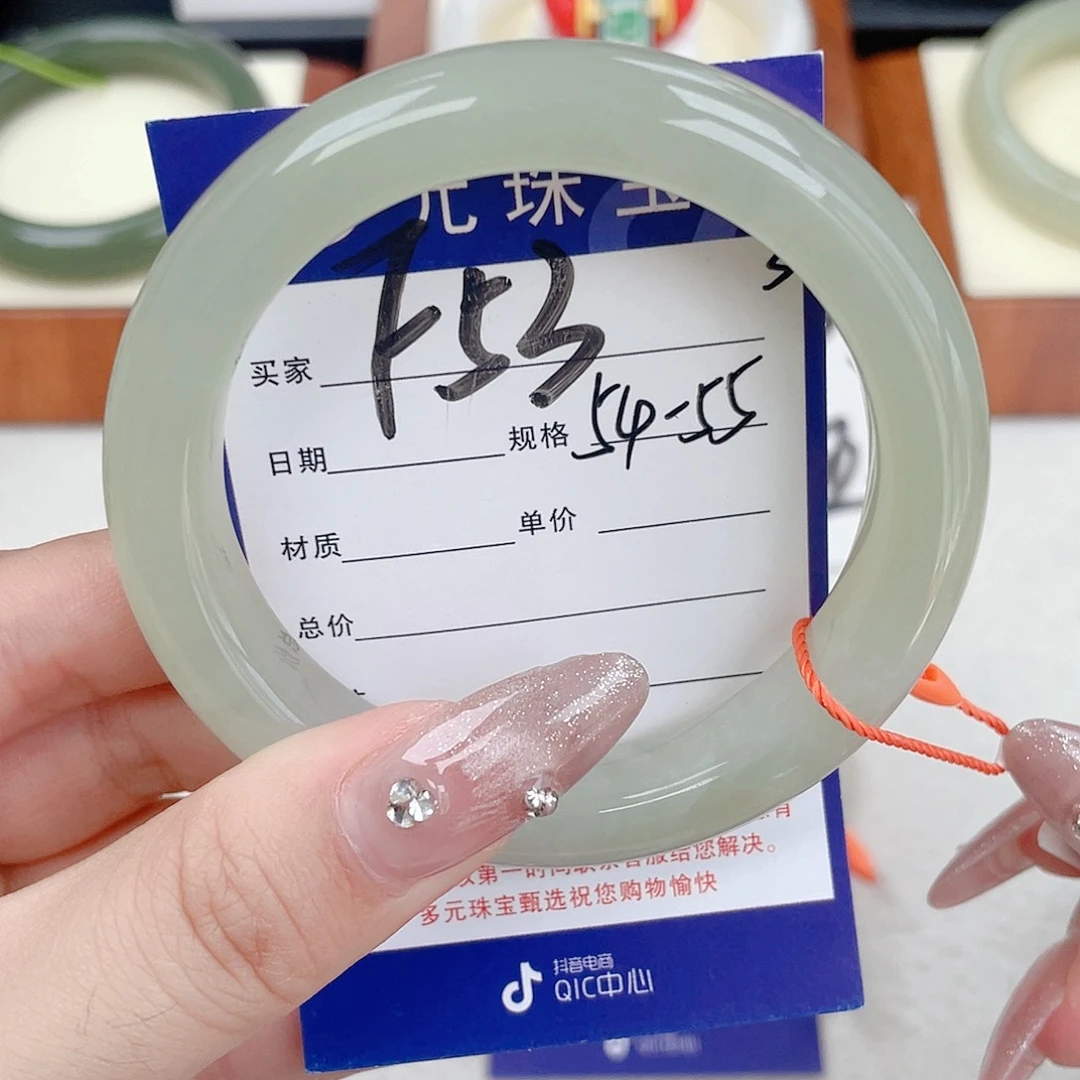 元珠宝
753
买家
54-55
日期 规格
材质 单价
总价
第一时间联系客服给您解决。
多元珠宝甄选祝您购物愉快
抖音电商
QIC中心